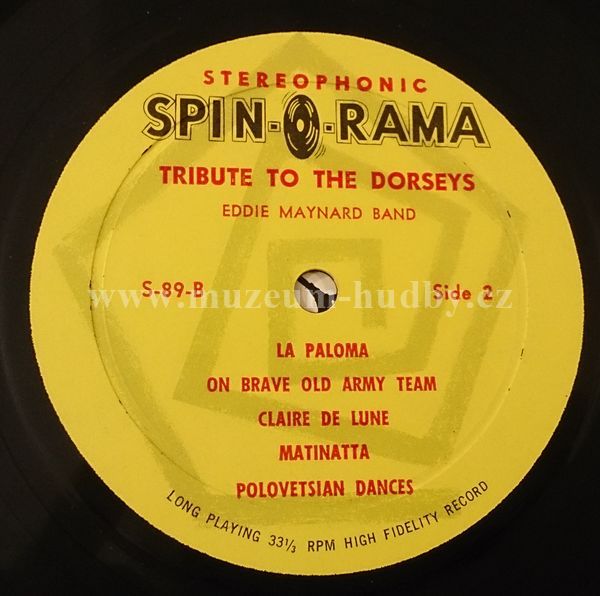 STEREOPHONIC
SPIN-O-RAMA
TRIBUTE TO THE DORSEYS
EDDIE MAYNARD BAND
S-89-B Side 2
www.muzeum-hudby.cz
LA PALOMA
ON BRAVE OLD ARMY TEAM
CLAIRE DE LUNE
MATINATTA
POLOVETSIAN DANCES
LONG PLAYING 33⅓ RPM HIGH FIDELITY RECORD